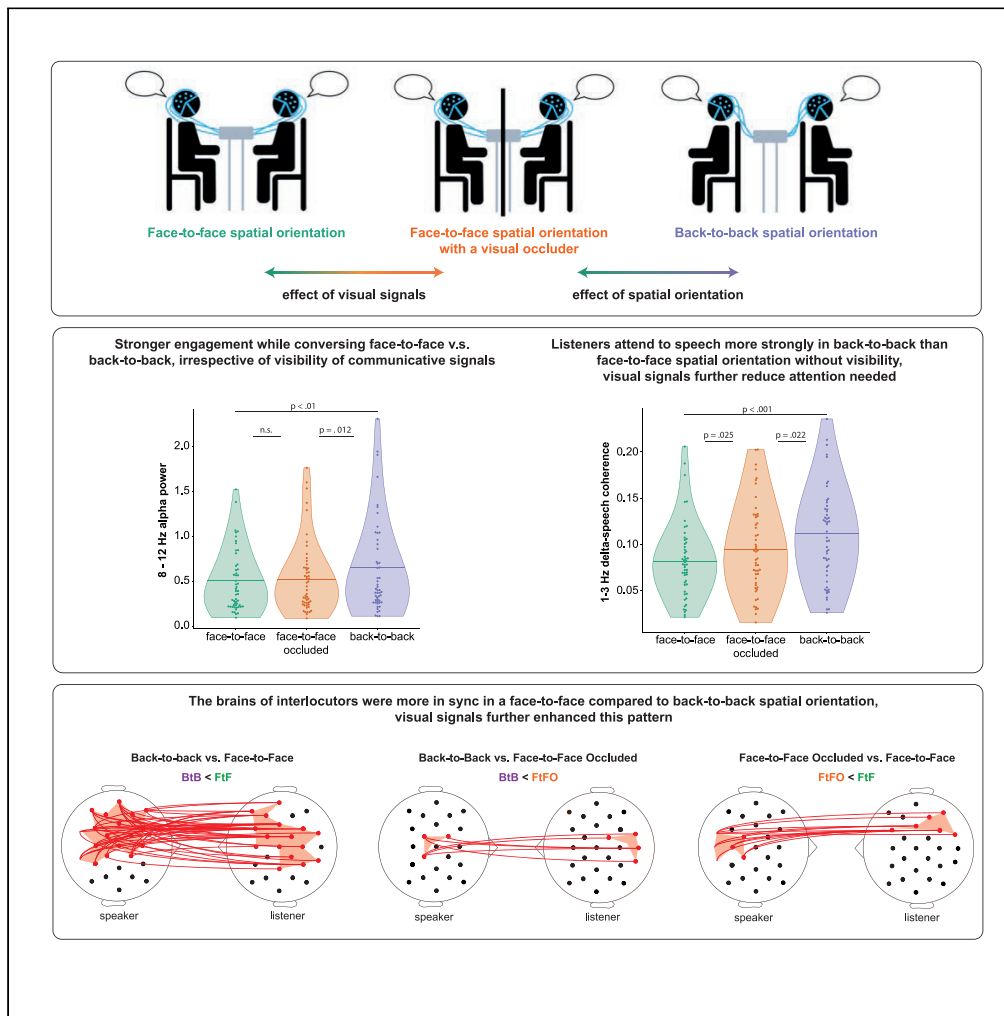 Face-to-face spatial orientation
Face-to-face spatial orientation
with a visual occluder
Back-to-back spatial orientation
effect of visual signals
effect of spatial orientation
Stronger engagement while conversing face-to-face v.s.
back-to-back, irrespective of visibility of communicative signals
p < .01
n.s.
p = . 012
8 - 12 Hz alpha power
2.0
1.5
1.0
0.5
0.0
face-to-face
face-to-face
occluded
back-to-back
Listeners attend to speech more strongly in back-to-back than
face-to-face spatial orientation without visibility,
visual signals further reduce attention needed
p < .001
p = .025
p = .022
1-3 Hz delta-speech coherence
0.20
0.15
0.10
0.05
face-to-face
face-to-face
occluded
back-to-back
The brains of interlocutors were more in sync in a face-to-face compared to back-to-back spatial orientation,
visual signals further enhanced this pattern
Back-to-back vs. Face-to-Face
BtB < FtF
speaker
listener
Back-to-Back vs. Face-to-Face Occluded
BtB < FtFO
speaker
listener
Face-to-Face Occluded vs. Face-to-Face
FtFO < FtF
speaker
listener